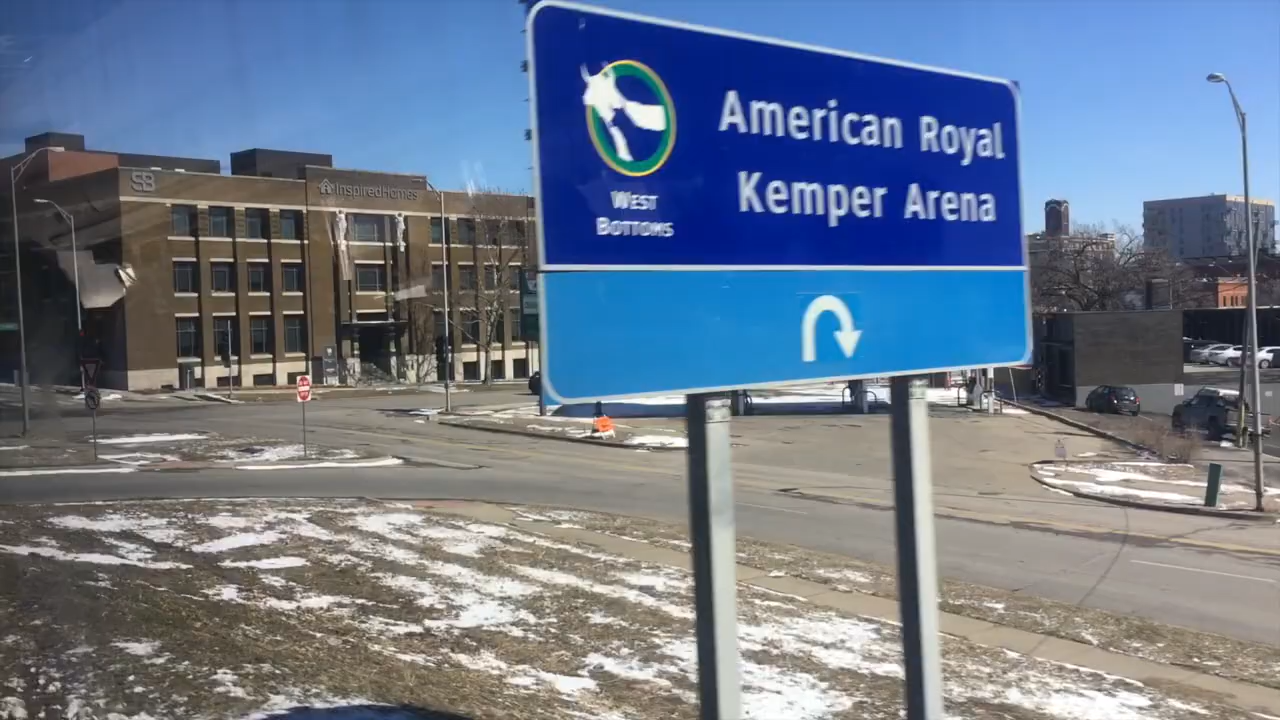 American Royal
Kemper Arena
West
Bottoms
SB
InspiredHomes